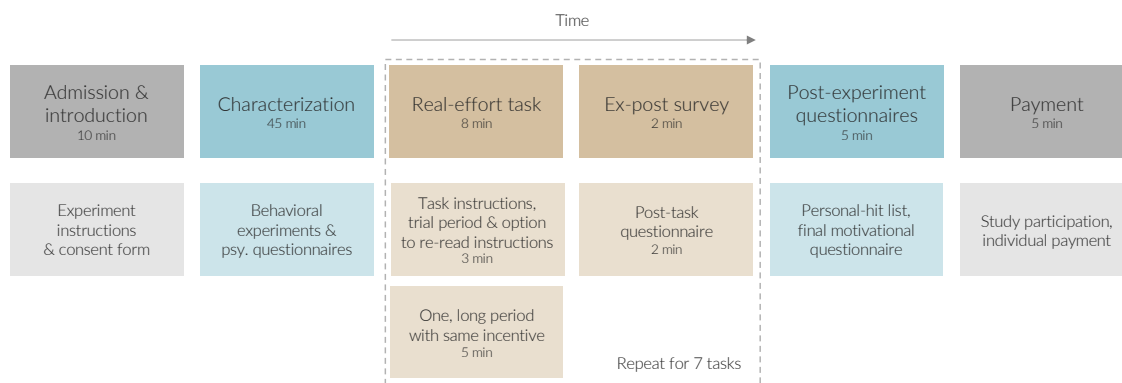 Time
Admission &
introduction
10 min
Characterization
45 min
Real-effort task
8 min
Ex-post survey
2 min
Post-experiment
questionnaires
5 min
Payment
5 min
Experiment
instructions
& consent form
Behavioral
experiments &
psy. questionnaires
Task instructions,
trial period & option
to re-read instructions
3 min
Post-task
questionnaire
2 min
Personal-hit list,
final motivational
questionnaire
Study participation,
individual payment
One, long period
with same incentive
5 min
Repeat for 7 tasks